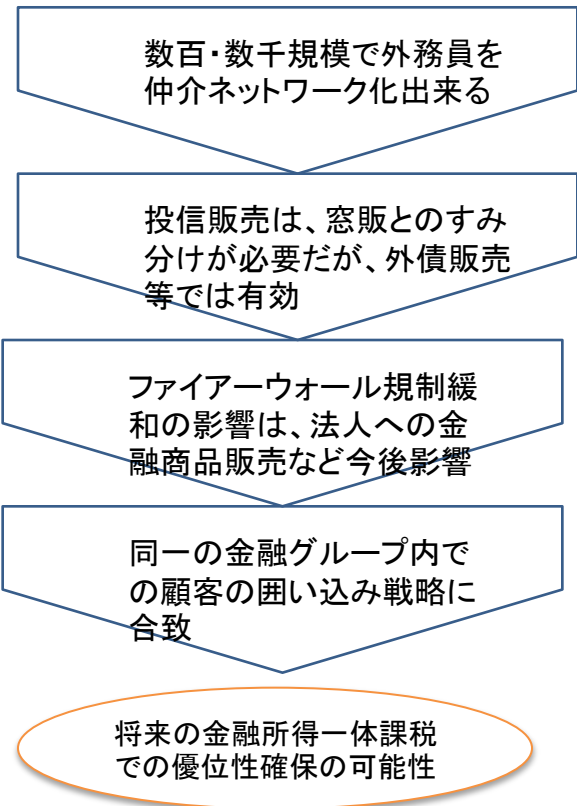 数百・数千規模で外務員を
仲介ネットワーク化出来る
投信販売は、窓販とのすみ
分けが必要だが、外債販売
等では有効
ファイアーウォール規制緩
和の影響は、法人への金
融商品販売など今後影響
同一の金融グループ内で
の顧客の囲い込み戦略に
合致
将来の金融所得一体課税
での優位性確保の可能性